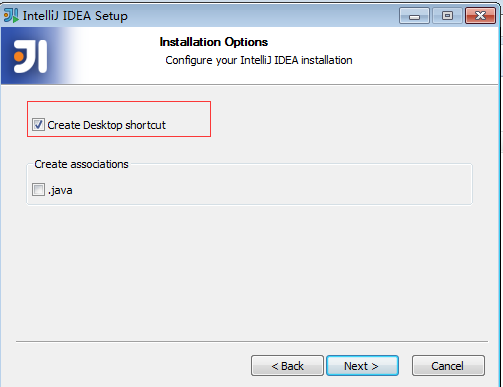 IntelliJ IDEA Setup
Installation Options
Configure your IntelliJ IDEA installation
Create Desktop shortcut
Create associations
.java
< Back
Next >
Cancel